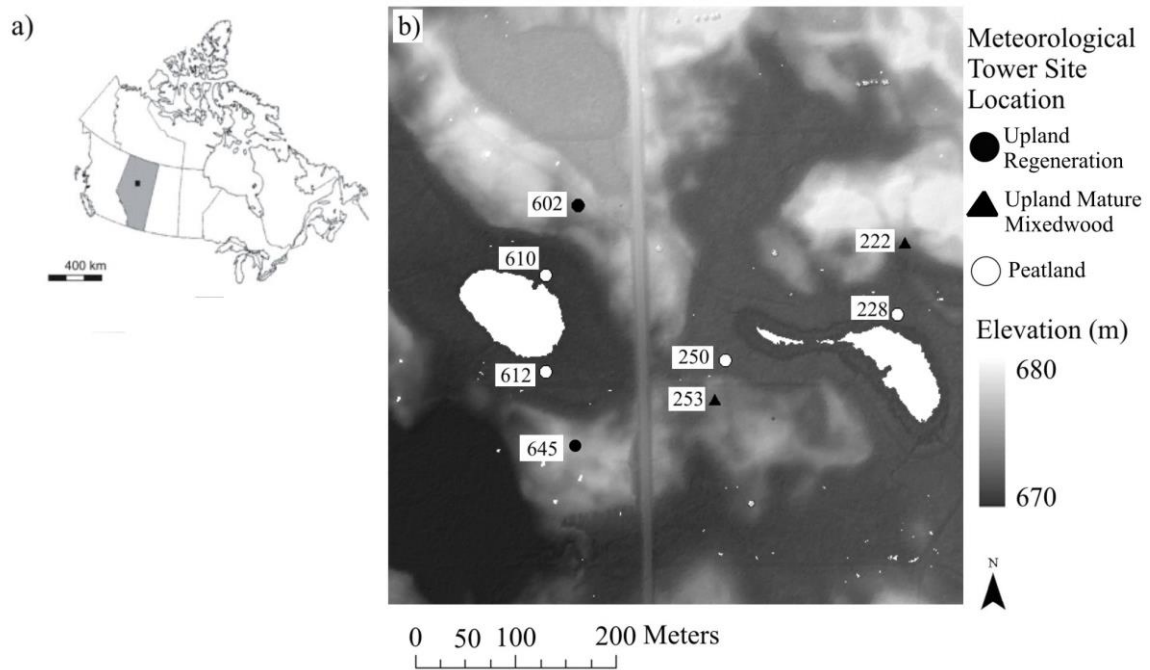 a)
400 km
b)
602
610
612
645
222
228
250
253
Meteorological
Tower Site
Location
Upland
Regeneration
Upland Mature
Mixedwood
Peatland
Elevation (m)
680
670
N
0 50 100 200 Meters